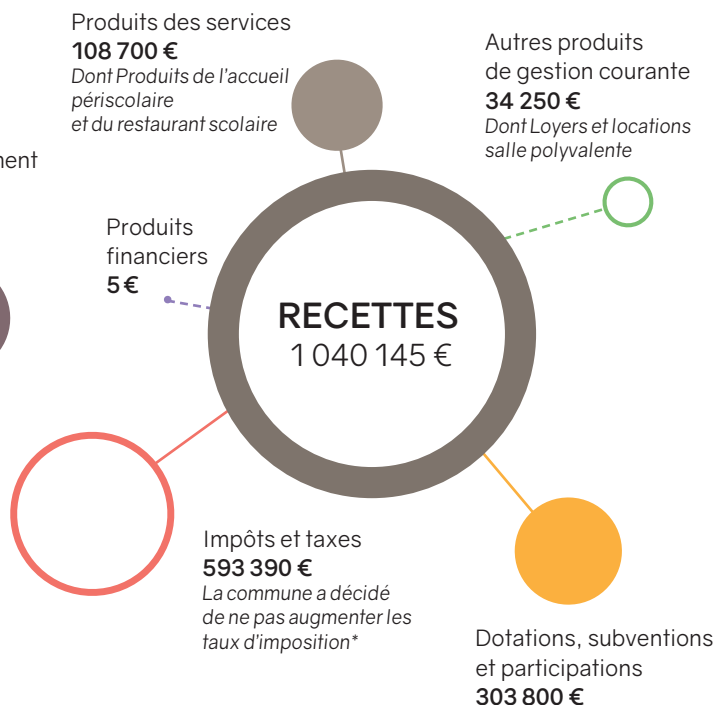 Produits des services
108 700 €
Dont Produits de l'accueil
périscolaire
et du restaurant scolaire
Autres produits
de gestion courante
34 250 €
Dont Loyers et locations
salle polyvalente
ment
Produits
financiers
5 €
RECETTES
1 040 145 €
Impôts et taxes
593 390 €
La commune a décidé
de ne pas augmenter les
taux d'imposition*
Dotations, subventions
et participations
303 800 €